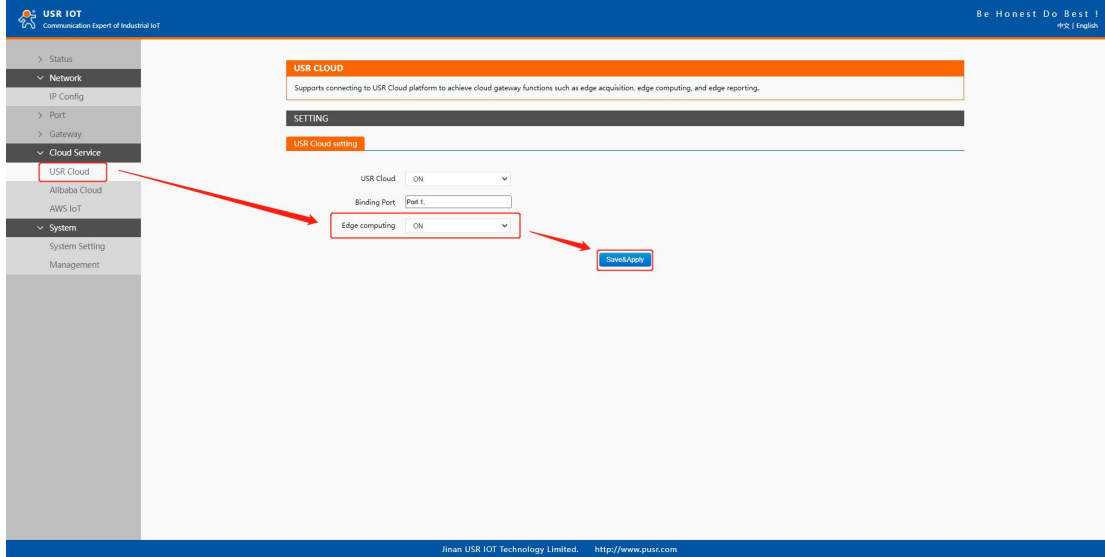 USR IOT
Communication Expert of Industrial IoT
Be Honest Do Best !
中文 | English
Status
Network
IP Config
Port
Gateway
Cloud Service
USR Cloud
Alibaba Cloud
AWS IoT
System
System Setting
Management
USR CLOUD
Supports connecting to USR Cloud platform to achieve cloud gateway functions such as edge acquisition, edge computing, and edge reporting.
SETTING
USR Cloud setting
USR Cloud ON
Binding Port Port 1,
Edge computing ON
Save&Apply
Jinan USR IOT Technology Limited. http://www.pusr.com